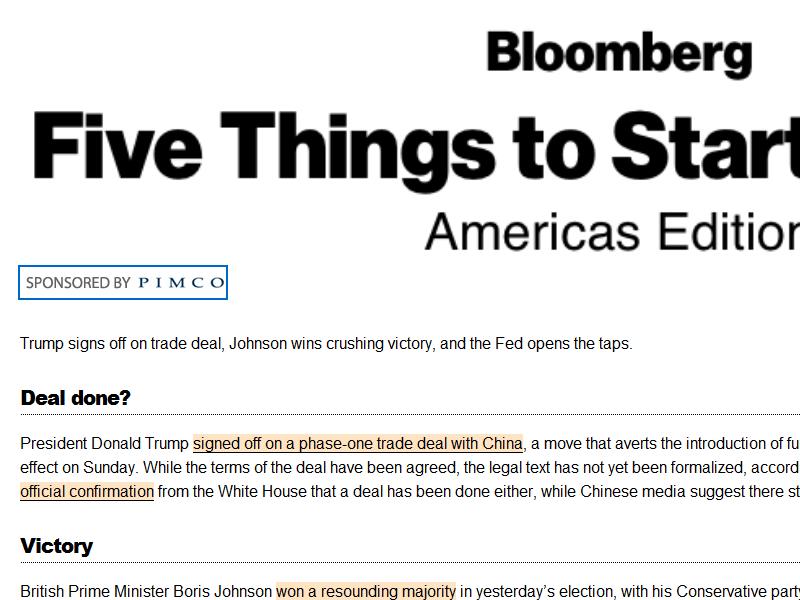 Bloomberg
Five Things to Start
Americas Edition
SPONSORED BY PIMCO
Trump signs off on trade deal, Johnson wins crushing victory, and the Fed opens the taps.
Deal done?
President Donald Trump signed off on a phase-one trade deal with China, a move that averts the introduction of fu
effect on Sunday. While the terms of the deal have been agreed, the legal text has not yet been formalized, accord
official confirmation from the White House that a deal has been done either, while Chinese media suggest there st
Victory
British Prime Minister Boris Johnson won a resounding majority in yesterday’s election, with his Conservative party